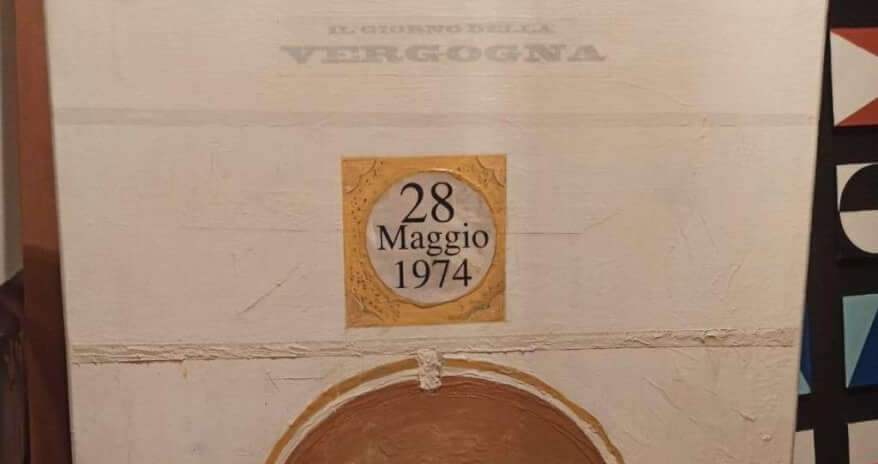 IL GIORNO DELLA
VERGOGNA
28
Maggio
1974